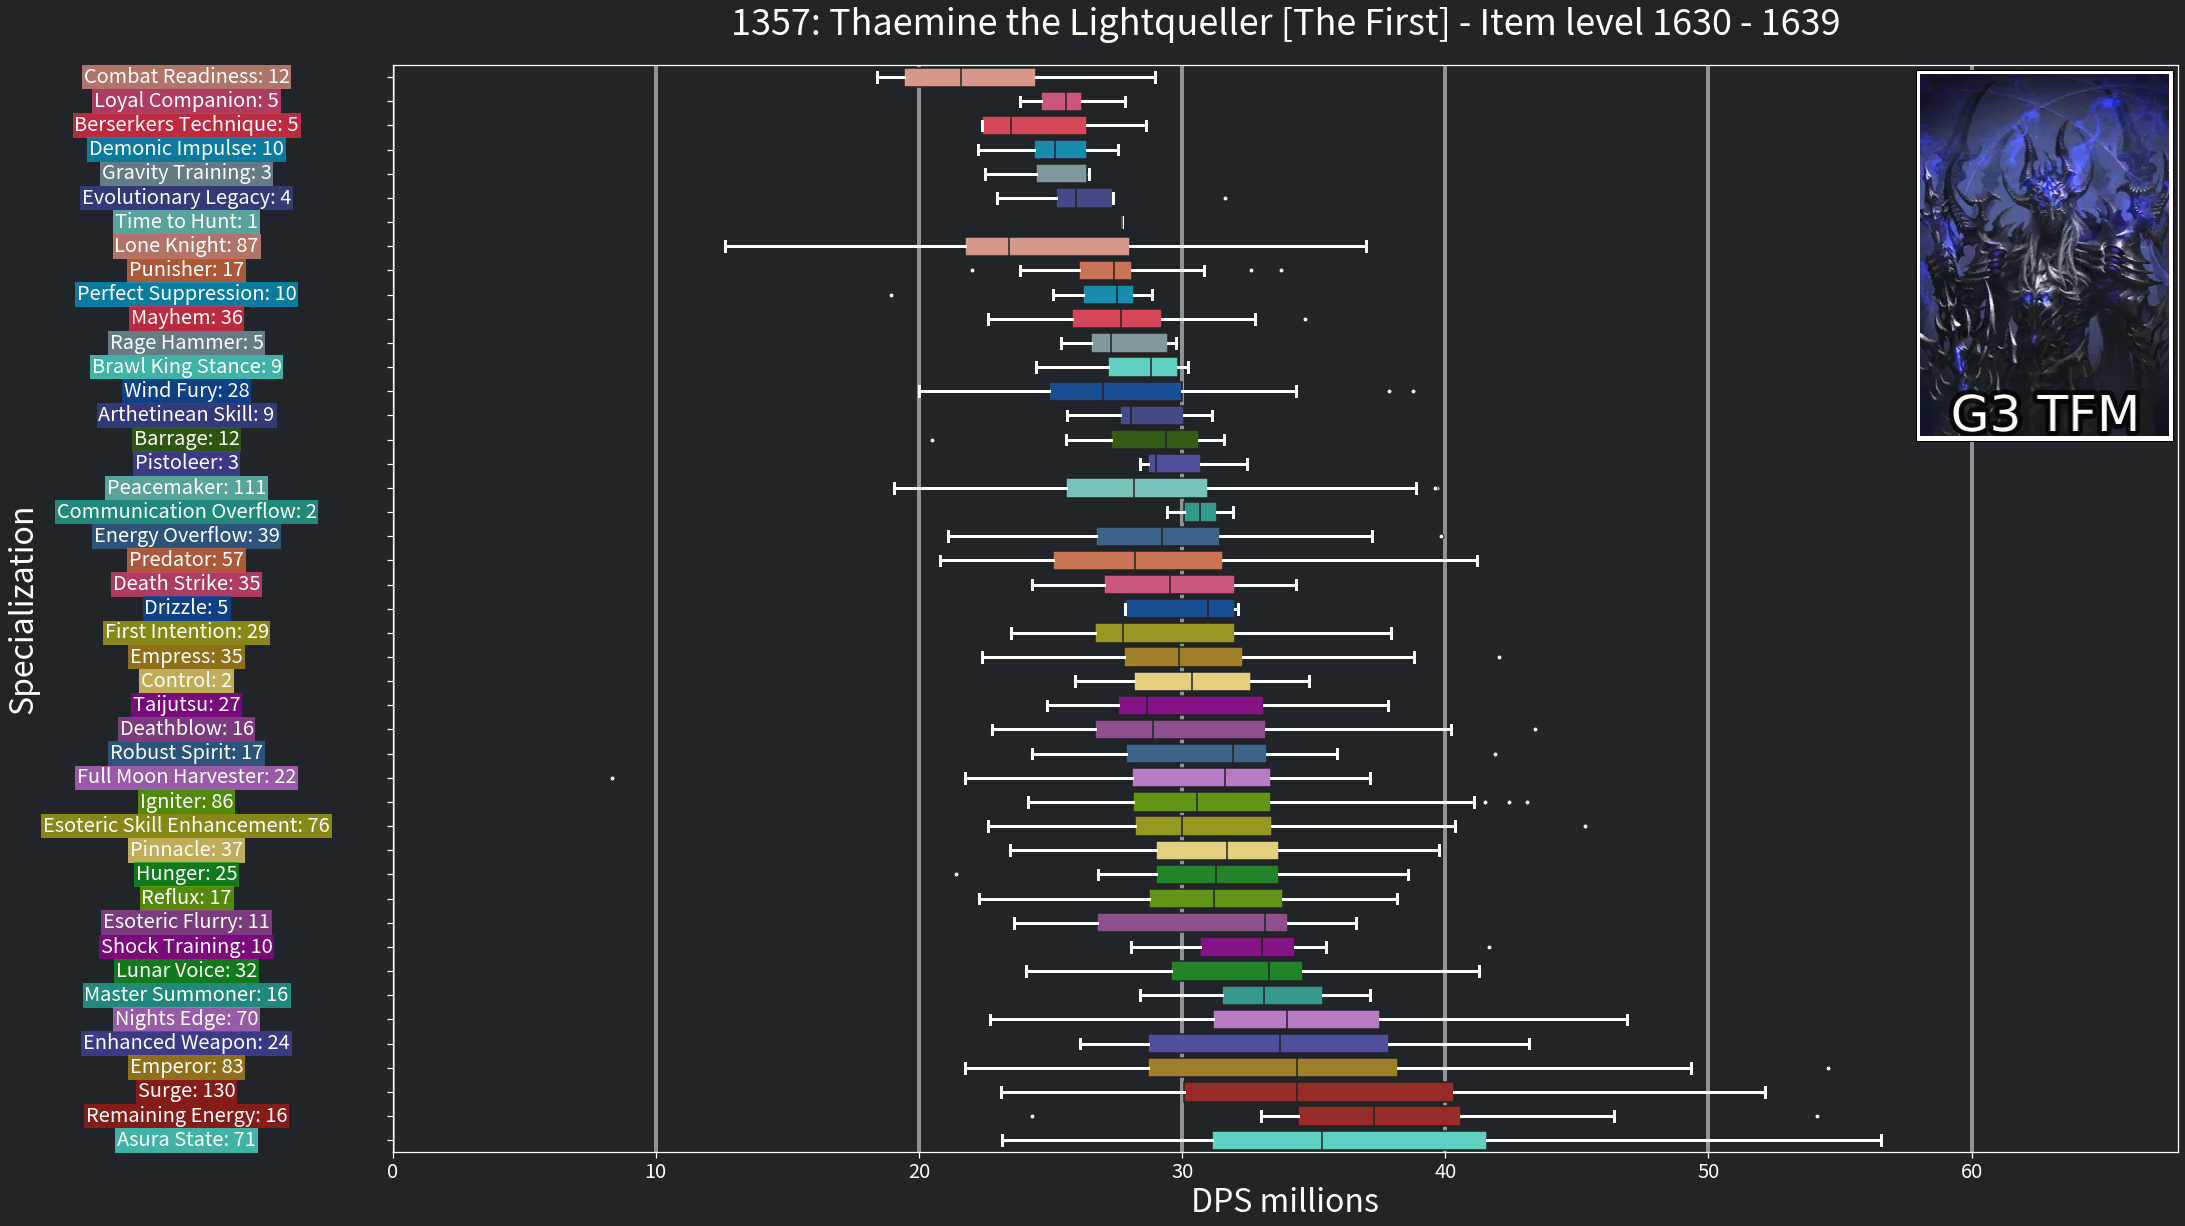 1357: Thaemine the Lightqueller [The First] - Item level 1630 - 1639
Combat Readiness: 12
Loyal Companion: 5
Berserkers Technique: 5
Demonic Impulse: 10
Gravity Training: 3
Evolutionary Legacy: 4
Time to Hunt: 1
Lone Knight: 87
Punisher: 17
Perfect Suppression: 10
Mayhem: 36
Rage Hammer: 5
Brawl King Stance: 9
Wind Fury: 28
Arthetinean Skill: 9
Barrage: 12
Pistoleer: 3
Peacemaker: 111
Communication Overflow: 2
Energy Overflow: 39
Predator: 57
Death Strike: 35
Drizzle: 5
First Intention: 29
Empress: 35
Control: 2
Taijutsu: 27
Deathblow: 16
Robust Spirit: 17
Full Moon Harvester: 22
Igniter: 86
Esoteric Skill Enhancement: 76
Pinnacle: 37
Hunger: 25
Reflux: 17
Esoteric Flurry: 11
Shock Training: 10
Lunar Voice: 32
Master Summoner: 16
Nights Edge: 70
Enhanced Weapon: 24
Emperor: 83
Surge: 130
Remaining Energy: 16
Asura State: 71
Specialization
G3 TFM
0 10 20 30 40 50 60
DPS millions